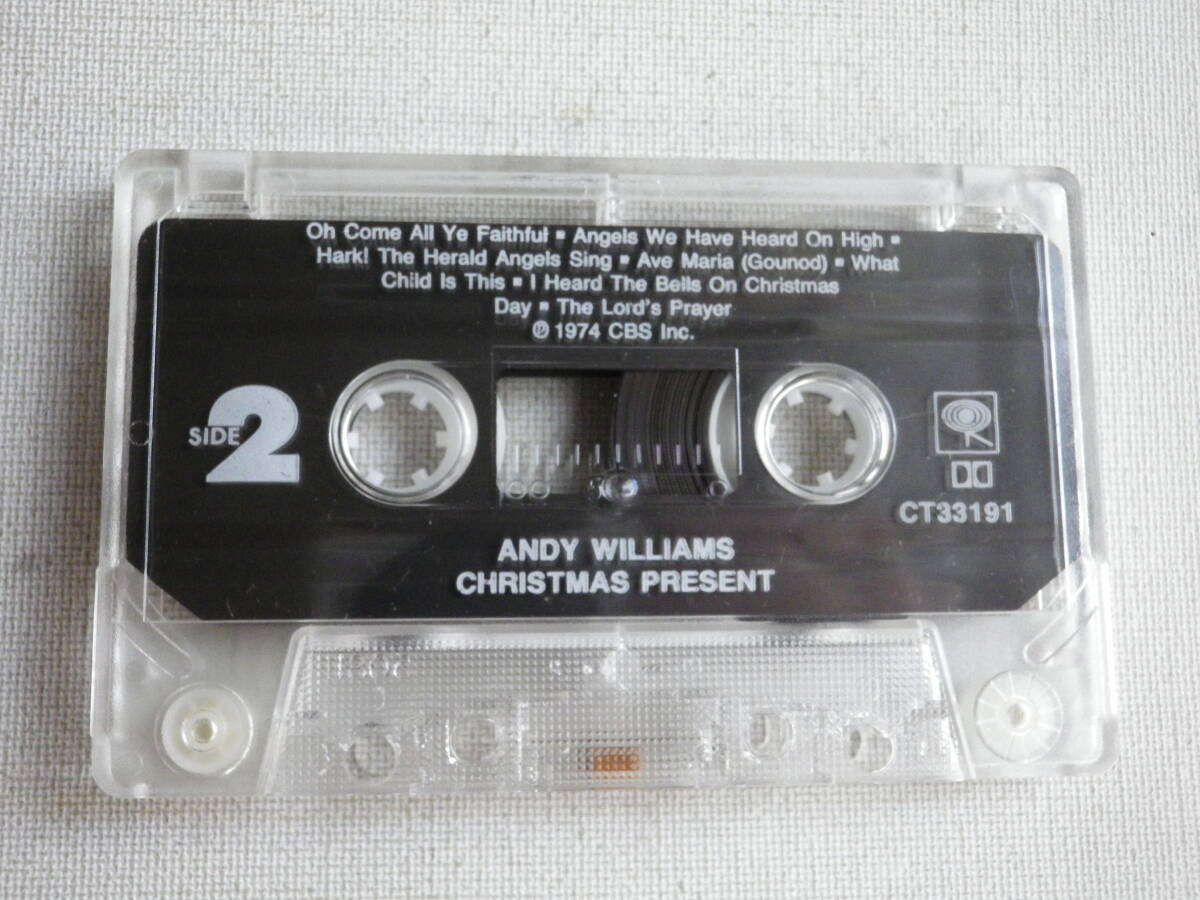 Oh Come All Ye Faithful ▪ Angels We Have Heard On High ▪
Hark! The Herald Angels Sing ▪ Ave Maria (Gounod) ▪ What
Child Is This ▪ I Heard The Bells On Christmas
Day ▪ The Lord's Prayer
℗ 1974 CBS Inc.
SIDE 2
CT33191
ANDY WILLIAMS
CHRISTMAS PRESENT